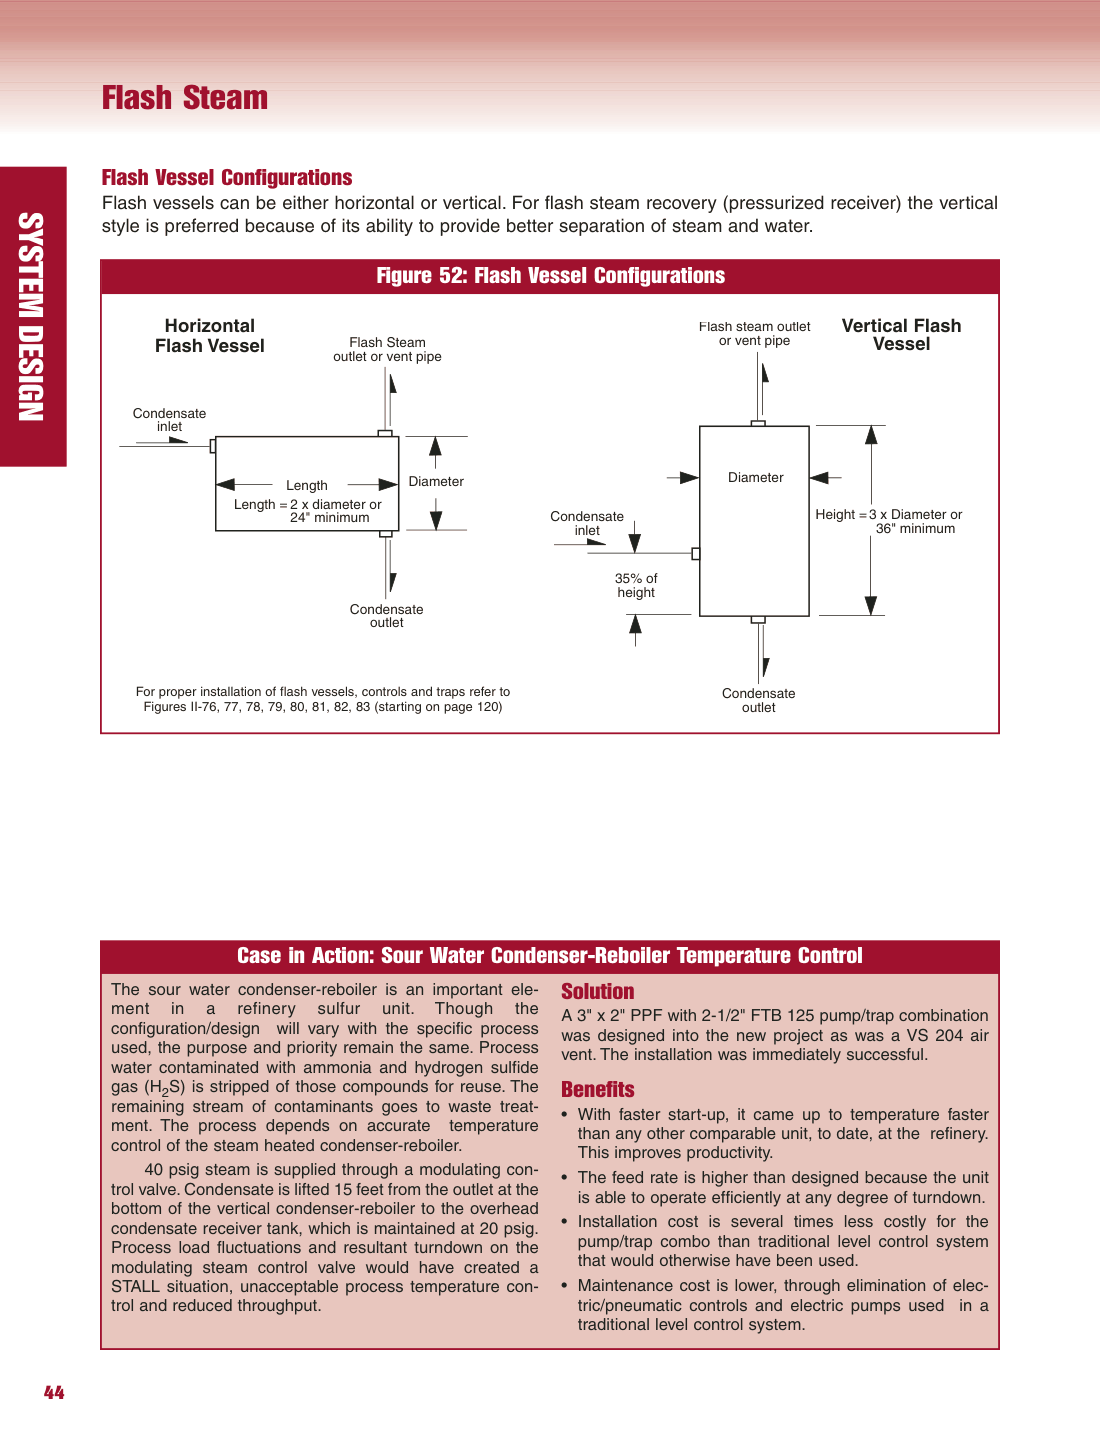 Flash Steam
SYSTEM DESIGN
Flash Vessel Configurations
Flash vessels can be either horizontal or vertical. For flash steam recovery (pressurized receiver) the vertical
style is preferred because of its ability to provide better separation of steam and water.
Figure 52: Flash Vessel Configurations
Horizontal
Flash Vessel
Flash Steam
outlet or vent pipe
Condensate
inlet
Length
Length = 2 x diameter or
24" minimum
Diameter
Condensate
outlet
For proper installation of flash vessels, controls and traps refer to
Figures II-76, 77, 78, 79, 80, 81, 82, 83 (starting on page 120)
Flash steam outlet
or vent pipe
Vertical Flash
Vessel
Diameter
Condensate
inlet
Height = 3 x Diameter or
36" minimum
35% of
height
Condensate
outlet
Case in Action: Sour Water Condenser-Reboiler Temperature Control
The sour water condenser-reboiler is an important ele-
ment in a refinery sulfur unit. Though the
configuration/design will vary with the specific process
used, the purpose and priority remain the same. Process
water contaminated with ammonia and hydrogen sulfide
gas (H2S) is stripped of those compounds for reuse. The
remaining stream of contaminants goes to waste treat-
ment. The process depends on accurate temperature
control of the steam heated condenser-reboiler.
40 psig steam is supplied through a modulating con-
trol valve. Condensate is lifted 15 feet from the outlet at the
bottom of the vertical condenser-reboiler to the overhead
condensate receiver tank, which is maintained at 20 psig.
Process load fluctuations and resultant turndown on the
modulating steam control valve would have created a
STALL situation, unacceptable process temperature con-
trol and reduced throughput.
Solution
A 3" x 2" PPF with 2-1/2" FTB 125 pump/trap combination
was designed into the new project as was a VS 204 air
vent. The installation was immediately successful.
Benefits
• With faster start-up, it came up to temperature faster
than any other comparable unit, to date, at the refinery.
This improves productivity.
• The feed rate is higher than designed because the unit
is able to operate efficiently at any degree of turndown.
• Installation cost is several times less costly for the
pump/trap combo than traditional level control system
that would otherwise have been used.
• Maintenance cost is lower, through elimination of elec-
tric/pneumatic controls and electric pumps used in a
traditional level control system.
44